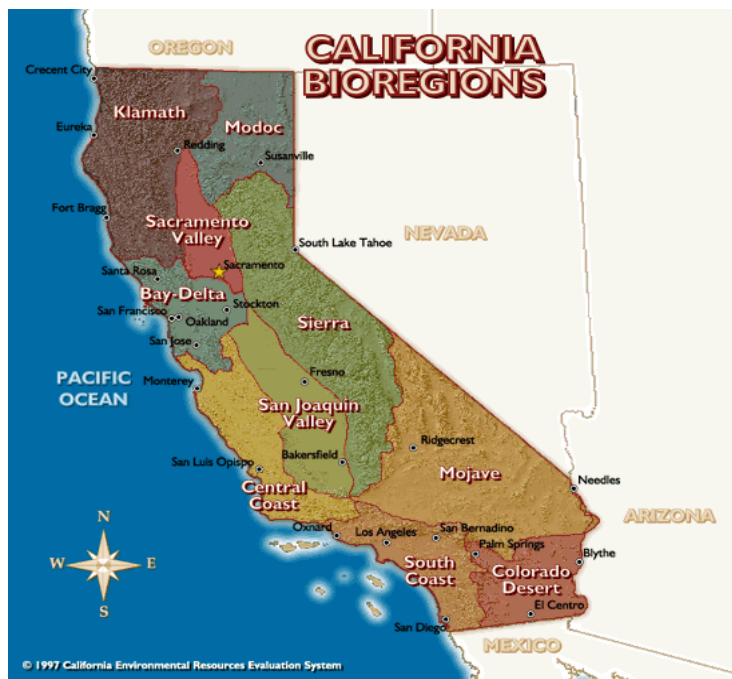 OREGON
CALIFORNIA
BIOREGIONS
Crecent City
Klamath
Modoc
Eureka
Redding
Susanville
Fort Bragg
Sacramento
Valley
NEVADA
South Lake Tahoe
Santa Rosa
Sacramento
Bay-Delta
Stockton
San Francisco
Oakland
Sierra
San Jose
PACIFIC
OCEAN
Monterey
Fresno
San Joaquin
Valley
Ridgecrest
Bakersfield
San Luis Opispo
Mojave
Needles
Central
Coast
ARIZONA
N
Oxnard
Los Angeles
San Bernadino
Palm Springs
Blythe
W
E
South
Coast
Colorado
Desert
El Centro
S
San Diego
MEXICO
© 1997 California Environmental Resources Evaluation System